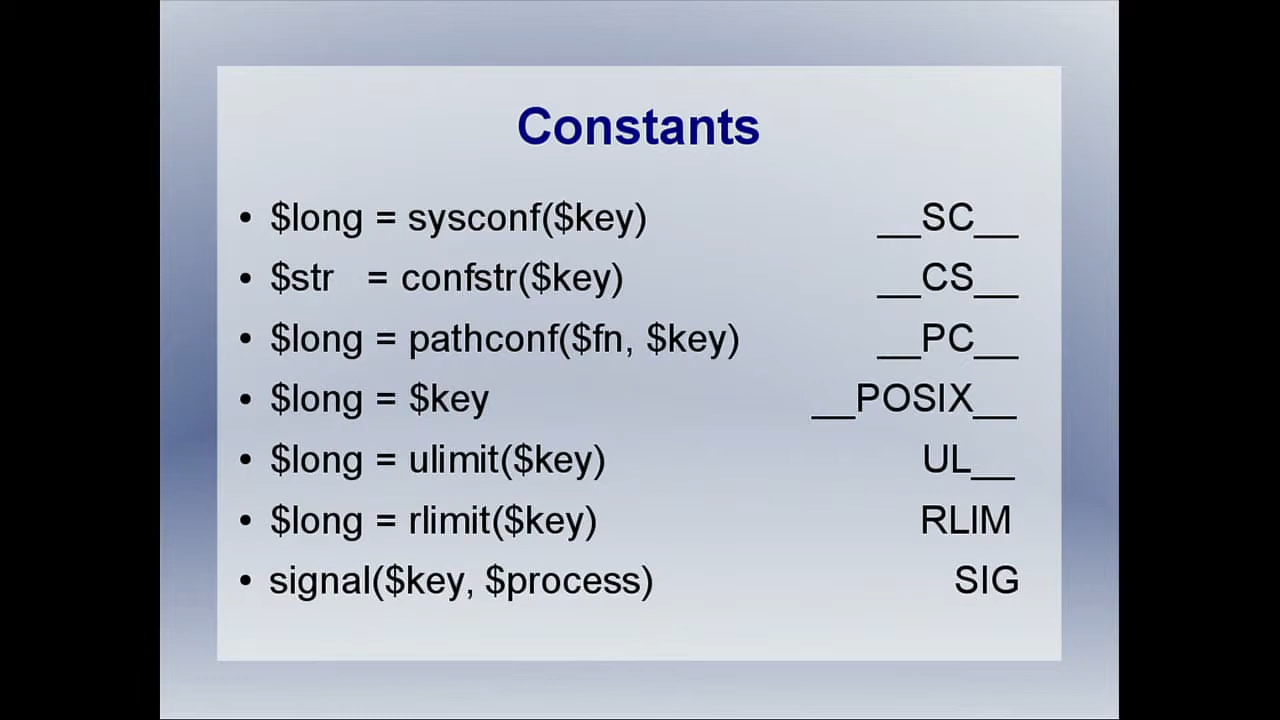 Constants
• $long = sysconf($key) __SC__
• $str = confstr($key) __CS__
• $long = pathconf($fn, $key) __PC__
• $long = $key __POSIX__
• $long = ulimit($key) UL__
• $long = rlimit($key) RLIM
• signal($key, $process) SIG